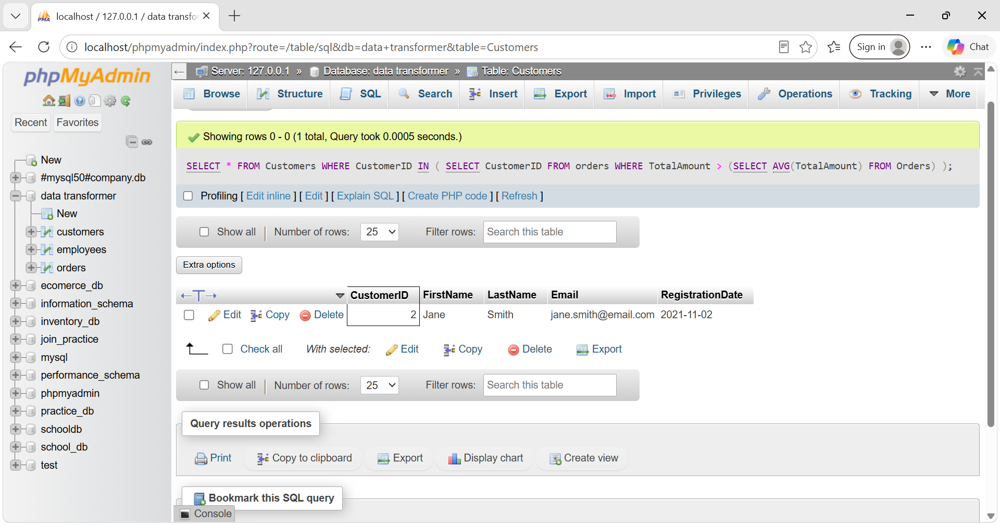 localhost / 127.0.0.1 / data transfo
localhost/phpmyadmin/index.php?route=/table/sql&db=data+transformer&table=Customers
Sign in
Chat
phpMyAdmin
Recent
Favorites
New
#mysql50#company.db
data transformer
New
customers
employees
orders
ecomerce_db
information_schema
inventory_db
join_practice
mysql
performance_schema
phpmyadmin
practice_db
schooldb
school_db
test
Server: 127.0.0.1 » Database: data transformer » Table: Customers
Browse Structure SQL Search Insert Export Import Privileges Operations Tracking More
Showing rows 0 - 0 (1 total, Query took 0.0005 seconds.)
SELECT * FROM Customers WHERE CustomerID IN ( SELECT CustomerID FROM orders WHERE TotalAmount > (SELECT AVG(TotalAmount) FROM Orders) );
Profiling [ Edit inline ] [ Edit ] [ Explain SQL ] [ Create PHP code ] [ Refresh ]
Show all Number of rows: 25 Filter rows: Search this table
Extra options
CustomerID FirstName LastName Email RegistrationDate
Edit Copy Delete 2 Jane Smith jane.smith@email.com 2021-11-02
Check all With selected: Edit Copy Delete Export
Show all Number of rows: 25 Filter rows: Search this table
Query results operations
Print Copy to clipboard Export Display chart Create view
Bookmark this SQL query
Console